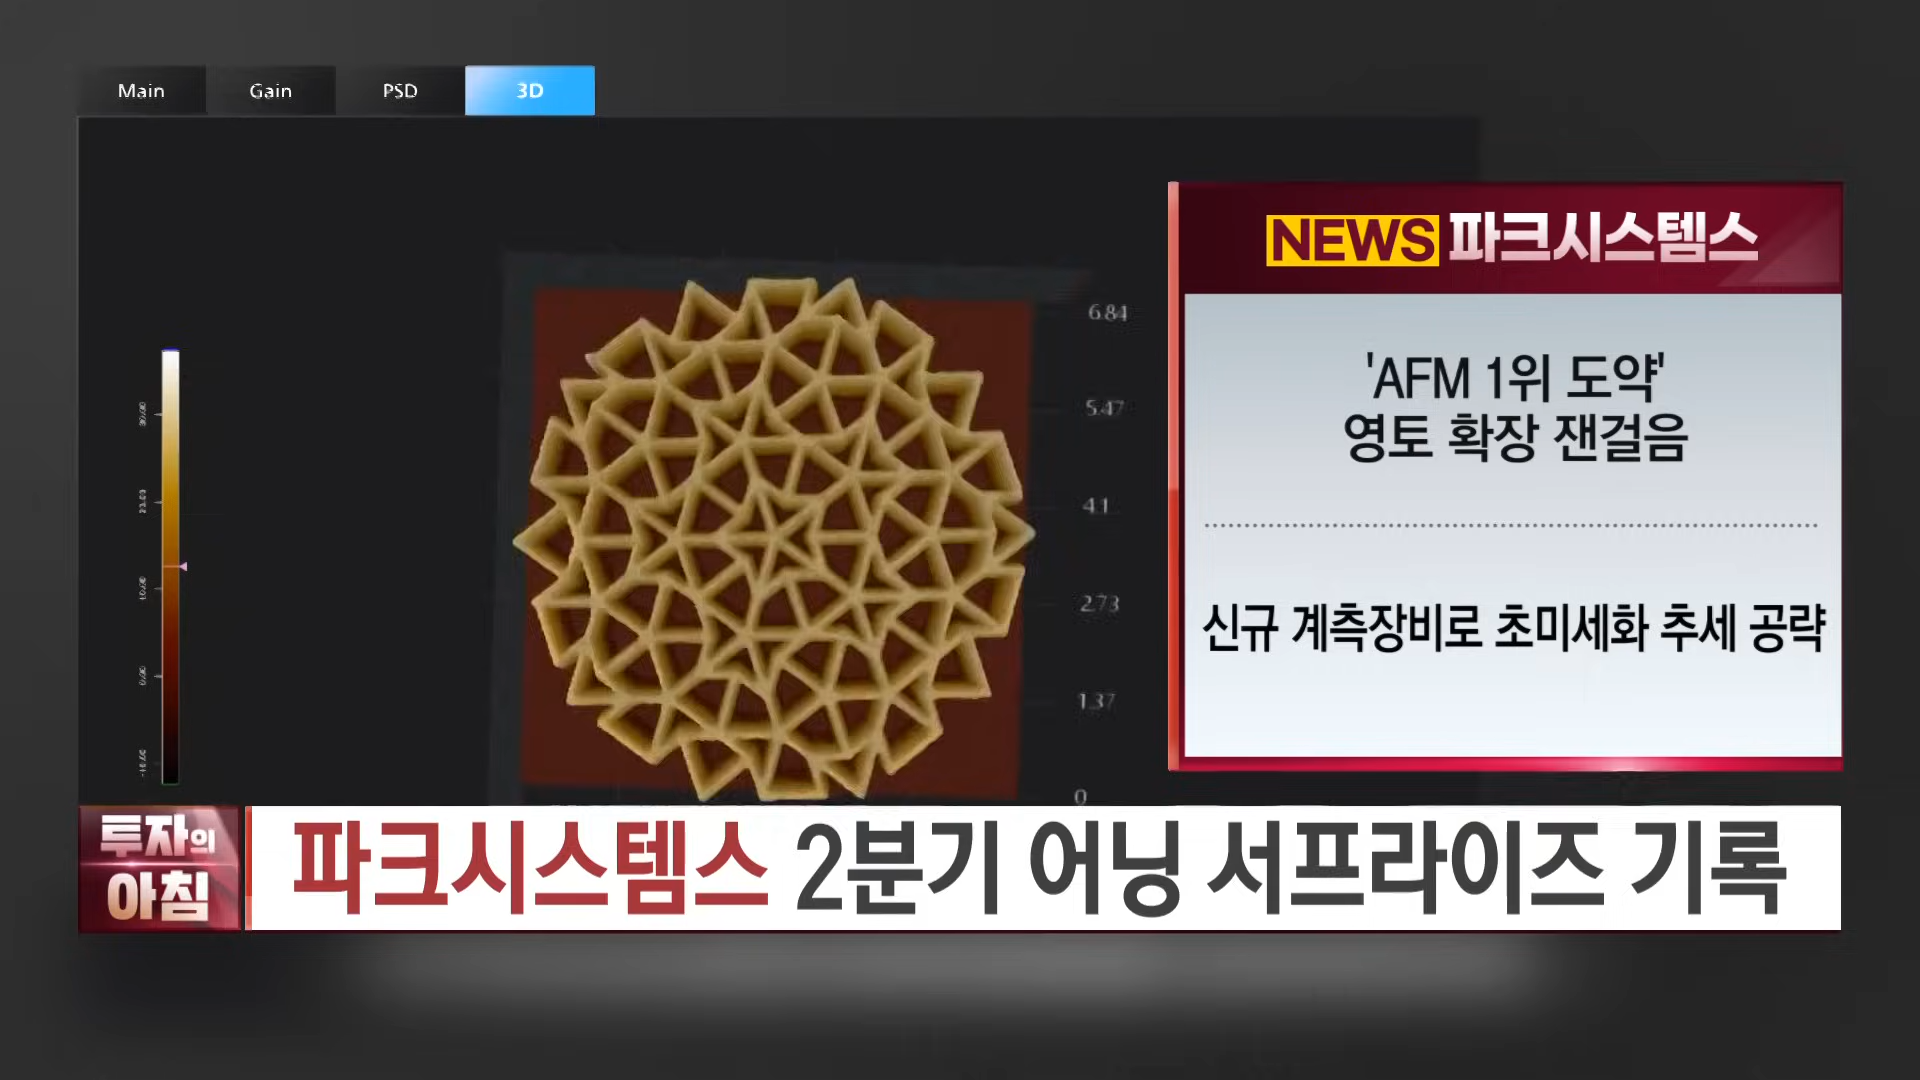 Main
Gain
PSD
3D
6.84
5.47
4.1
2.73
1.37
0
NEWS 파크시스템스
'AFM 1위 도약'
영토 확장 잰걸음
신규 계측장비로 초미세화 추세 공략
투자의
아침
파크시스템스 2분기 어닝 서프라이즈 기록